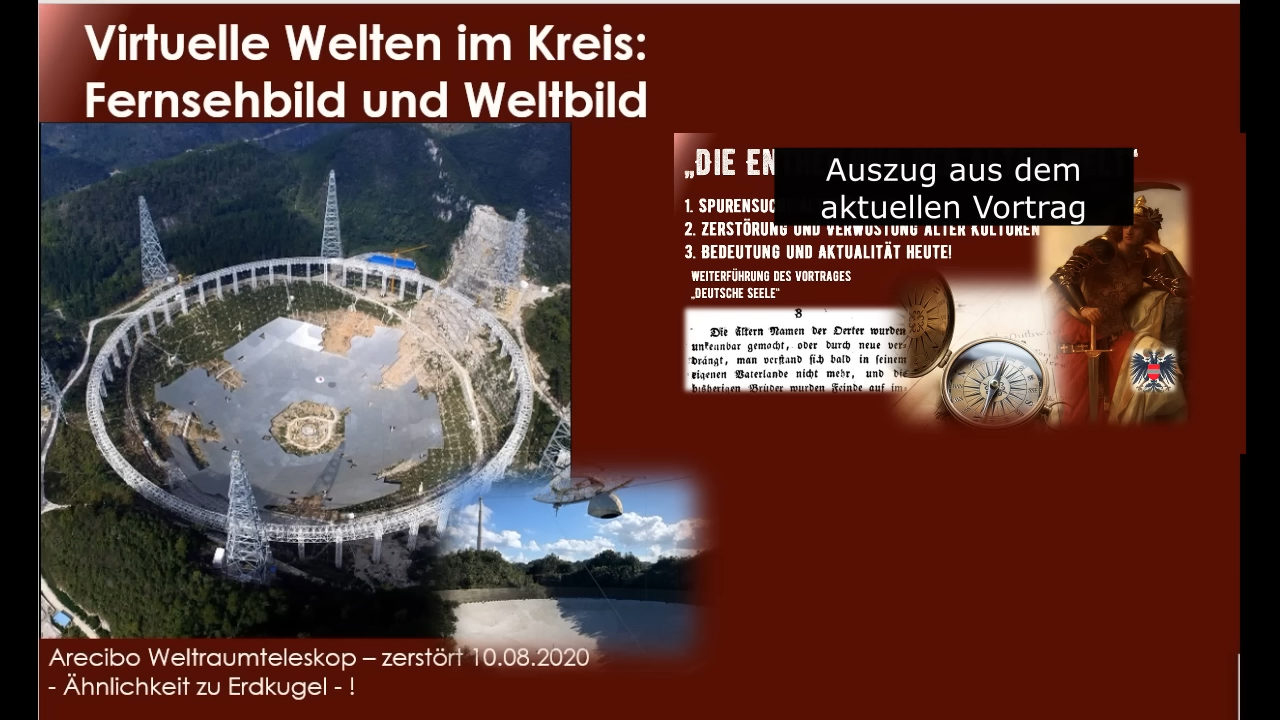 Virtuelle Welten im Kreis:
Fernsehbild und Weltbild
„DIE
Auszug aus dem
aktuellen Vortrag
1. SPURENSUC
2. ZERSTÖRUNG UND VERWÜSTUNG ALTER KULTUREN
3. BEDEUTUNG UND AKTUALITÄT HEUTE!
WEITERFÜHRUNG DES VORTRAGES
„DEUTSCHE SEELE“
8
Die ältern Namen der Oerter wurden
unkennbar gemacht, oder durch neue ver-
drängt, man verstand sich bald in seinem
eigenen Vaterlande nicht mehr, und die
bisherigen Brüder wurden Feinde auf im-
Arecibo Weltraumteleskop – zerstört 10.08.2020
- Ähnlichkeit zu Erdkugel - !